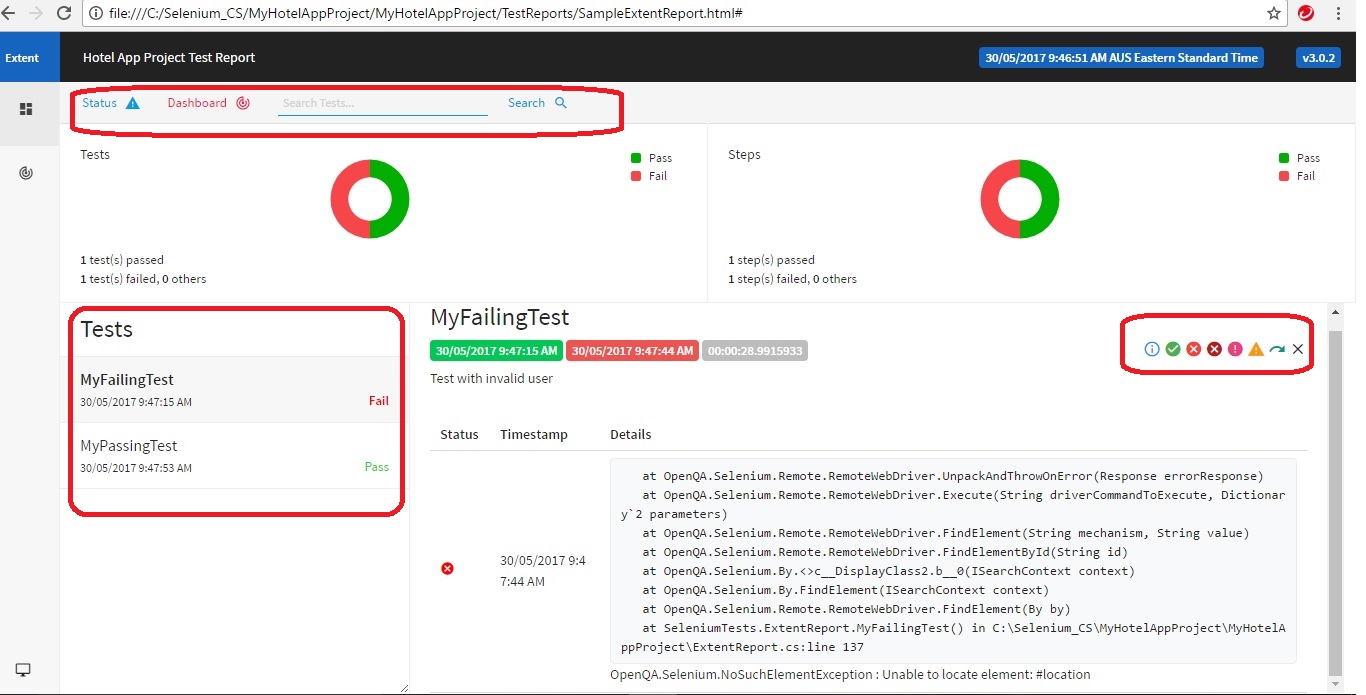 file:///C:/Selenium_CS/MyHotelAppProject/MyHotelAppProject/TestReports/SampleExtentReport.html#
Extent
Hotel App Project Test Report
30/05/2017 9:46:51 AM AUS Eastern Standard Time
v3.0.2
Status
Dashboard
Search Tests...
Search
Tests
Pass
Fail
1 test(s) passed
1 test(s) failed, 0 others
Steps
Pass
Fail
1 step(s) passed
1 step(s) failed, 0 others
Tests
MyFailingTest
30/05/2017 9:47:15 AM
Fail
MyPassingTest
30/05/2017 9:47:53 AM
Pass
MyFailingTest
30/05/2017 9:47:15 AM 30/05/2017 9:47:44 AM 00:00:28.9915933
Test with invalid user
Status Timestamp Details
30/05/2017 9:4
7:44 AM
at OpenQA.Selenium.Remote.RemoteWebDriver.UnpackAndThrowOnError(Response errorResponse)
at OpenQA.Selenium.Remote.RemoteWebDriver.Execute(String driverCommandToExecute, Dictionar
y`2 parameters)
at OpenQA.Selenium.Remote.RemoteWebDriver.FindElement(String mechanism, String value)
at OpenQA.Selenium.Remote.RemoteWebDriver.FindElementById(String id)
at OpenQA.Selenium.By.<>c__DisplayClass2.b__0(ISearchContext context)
at OpenQA.Selenium.By.FindElement(ISearchContext context)
at OpenQA.Selenium.Remote.RemoteWebDriver.FindElement(By by)
at SeleniumTests.ExtentReport.MyFailingTest() in C:\Selenium_CS\MyHotelAppProject\MyHotelA
ppProject\ExtentReport.cs:line 137
OpenQA.Selenium.NoSuchElementException : Unable to locate element: #location